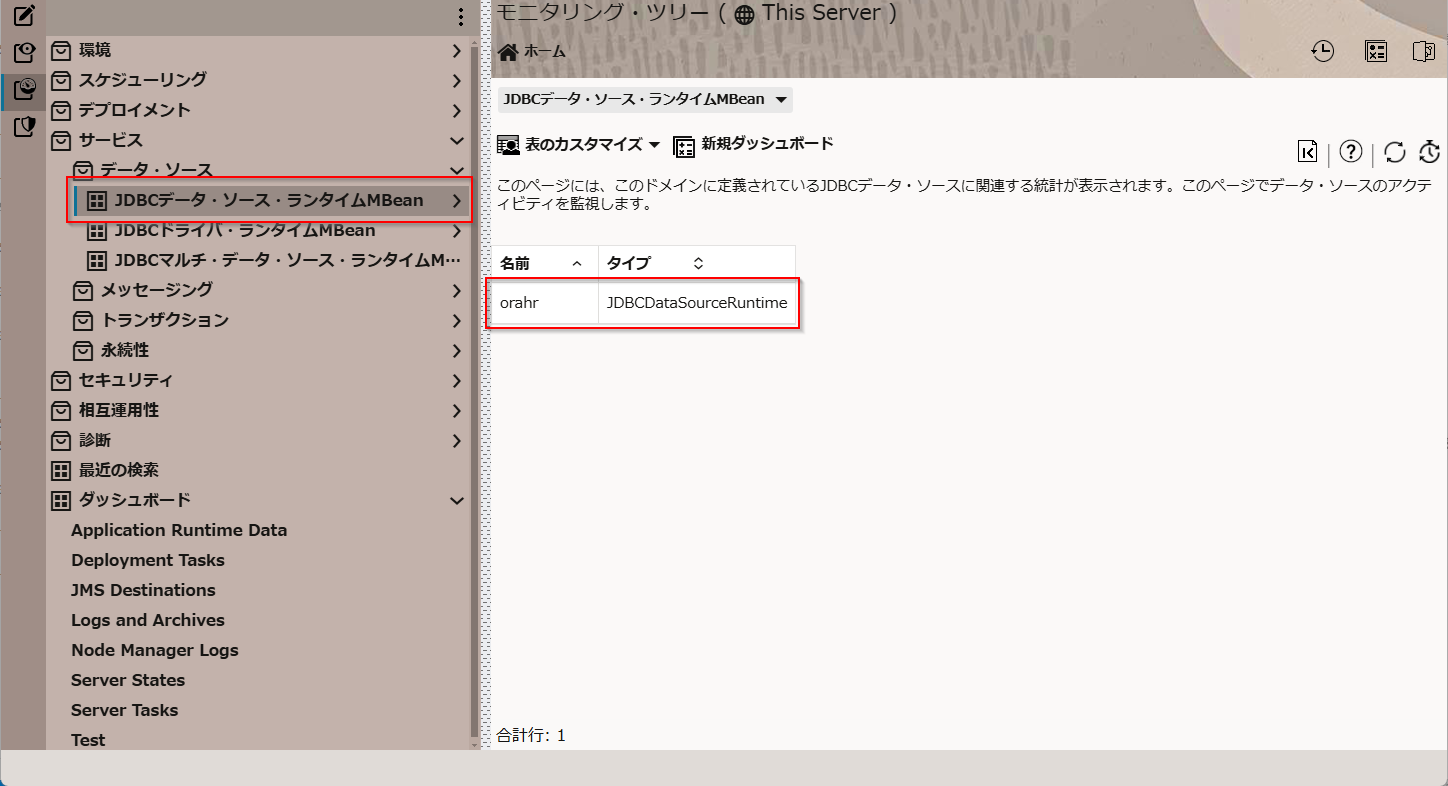 モニタリング・ツリー ( This Server )
ホーム
環境
スケジューリング
デプロイメント
サービス
データ・ソース
JDBCデータ・ソース・ランタイムMBean
JDBCドライバ・ランタイムMBean
JDBCマルチ・データ・ソース・ランタイムM…
メッセージング
トランザクション
永続性
セキュリティ
相互運用性
診断
最近の検索
ダッシュボード
Application Runtime Data
Deployment Tasks
JMS Destinations
Logs and Archives
Node Manager Logs
Server States
Server Tasks
Test
JDBCデータ・ソース・ランタイムMBean
表のカスタマイズ 新規ダッシュボード
このページには、このドメインに定義されているJDBCデータ・ソースに関連する統計が表示されます。このページでデータ・ソースのアクテ
ィビティを監視します。
名前 タイプ
orahr JDBCDataSourceRuntime
合計行: 1